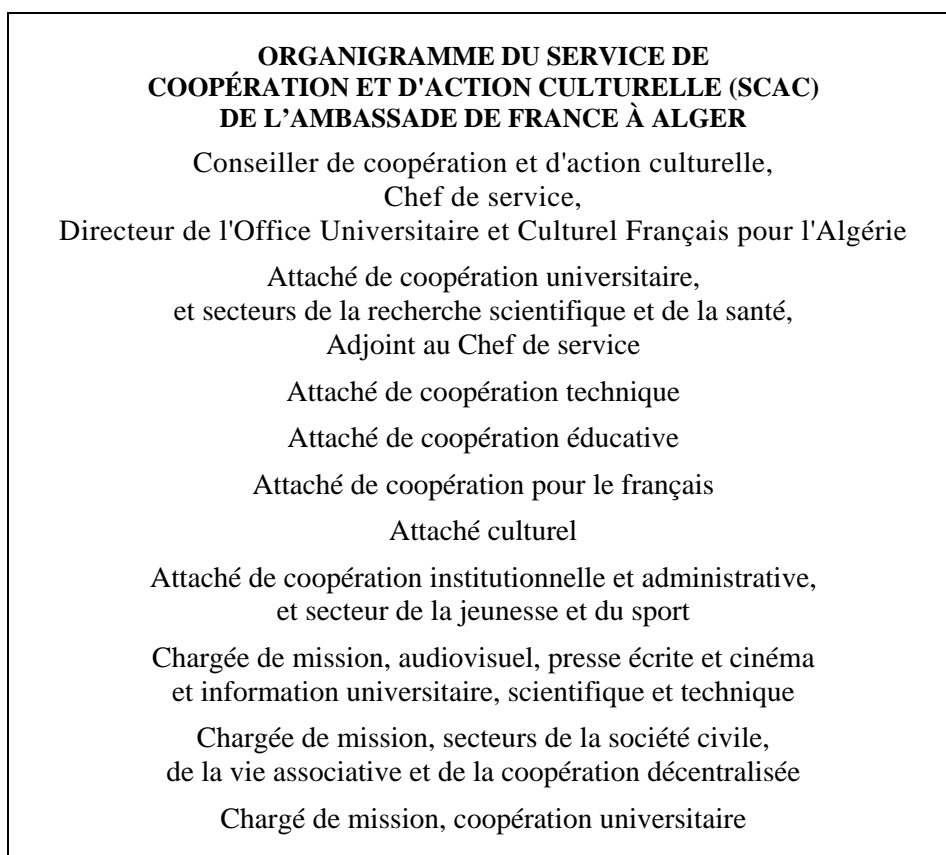 ORGANIGRAMME DU SERVICE DE
COOPÉRATION ET D'ACTION CULTURELLE (SCAC)
DE L’AMBASSADE DE FRANCE À ALGER
Conseiller de coopération et d'action culturelle,
Chef de service,
Directeur de l'Office Universitaire et Culturel Français pour l'Algérie
Attaché de coopération universitaire,
et secteurs de la recherche scientifique et de la santé,
Adjoint au Chef de service
Attaché de coopération technique
Attaché de coopération éducative
Attaché de coopération pour le français
Attaché culturel
Attaché de coopération institutionnelle et administrative,
et secteur de la jeunesse et du sport
Chargée de mission, audiovisuel, presse écrite et cinéma
et information universitaire, scientifique et technique
Chargée de mission, secteurs de la société civile,
de la vie associative et de la coopération décentralisée
Chargé de mission, coopération universitaire